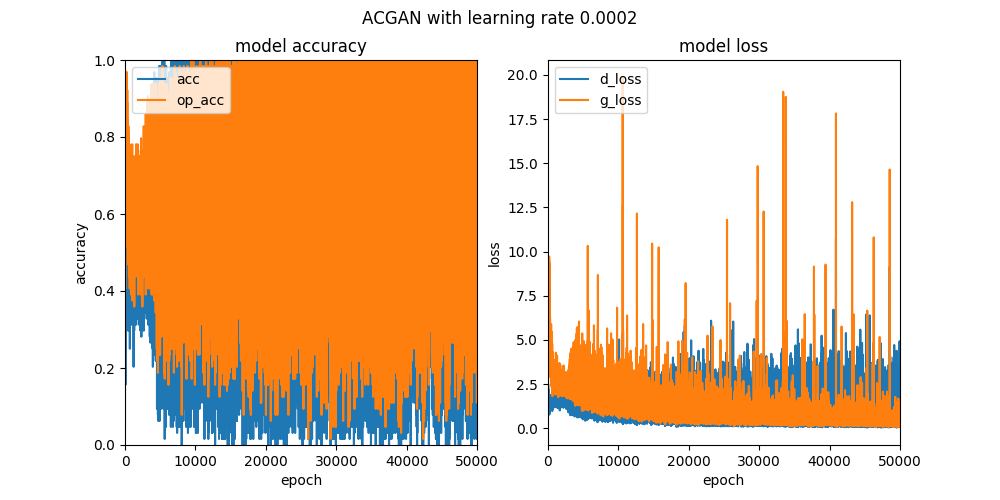 ACGAN with learning rate 0.0002
model accuracy
acc
op_acc
accuracy
1.0
0.8
0.6
0.4
0.2
0.0
0 10000 20000 30000 40000 50000
epoch
model loss
d_loss
g_loss
loss
20.0
17.5
15.0
12.5
10.0
7.5
5.0
2.5
0.0
0 10000 20000 30000 40000 50000
epoch